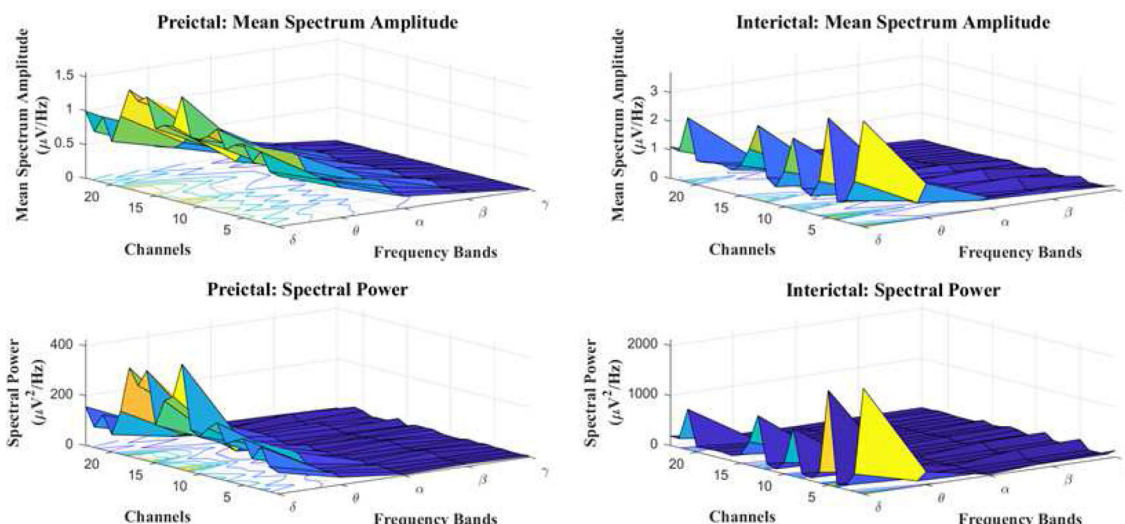 Preictal: Mean Spectrum Amplitude
Mean Spectrum Amplitude
(μV/Hz)
1.5
1
0.5
0
20
15
10
5
δ
θ
α
β
γ
Channels
Frequency Bands
Interictal: Mean Spectrum Amplitude
Mean Spectrum Amplitude
(μV/Hz)
3
2
1
0
20
15
10
5
δ
θ
α
β
γ
Channels
Frequency Bands
Preictal: Spectral Power
Spectral Power
(μV²/Hz)
400
200
0
20
15
10
5
δ
θ
α
β
γ
Channels
Frequency Bands
Interictal: Spectral Power
Spectral Power
(μV²/Hz)
2000
1000
0
20
15
10
5
δ
θ
α
β
γ
Channels
Frequency Bands